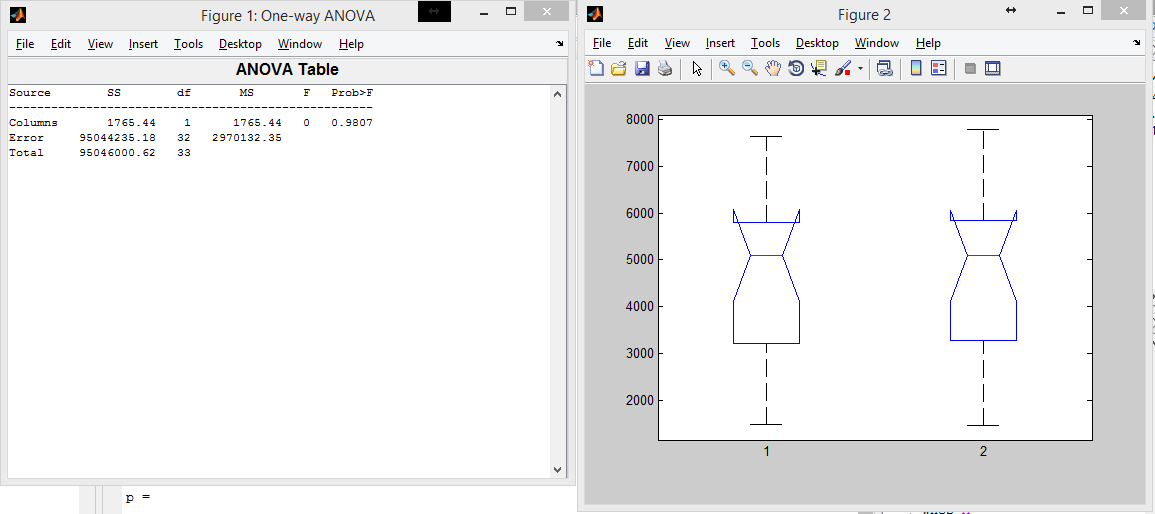 Figure 1: One-way ANOVA
File Edit View Insert Tools Desktop Window Help
ANOVA Table
Source SS df MS F Prob>F
Columns 1765.44 1 1765.44 0 0.9807
Error 95044235.18 32 2970132.35
Total 95046000.62 33
p =
Figure 2
File Edit View Insert Tools Desktop Window Help
8000
7000
6000
5000
4000
3000
2000
1 2